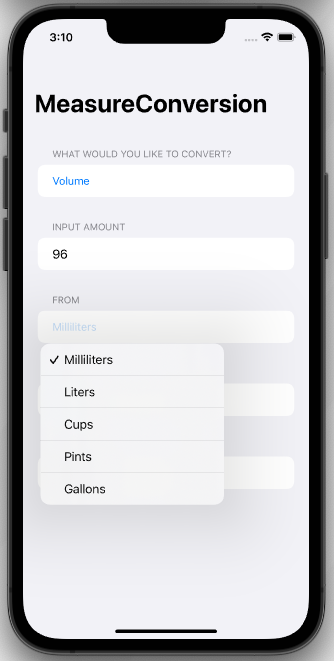 3:10
MeasureConversion
WHAT WOULD YOU LIKE TO CONVERT?
Volume
INPUT AMOUNT
96
FROM
Milliliters
Milliliters
Liters
Cups
Pints
Gallons